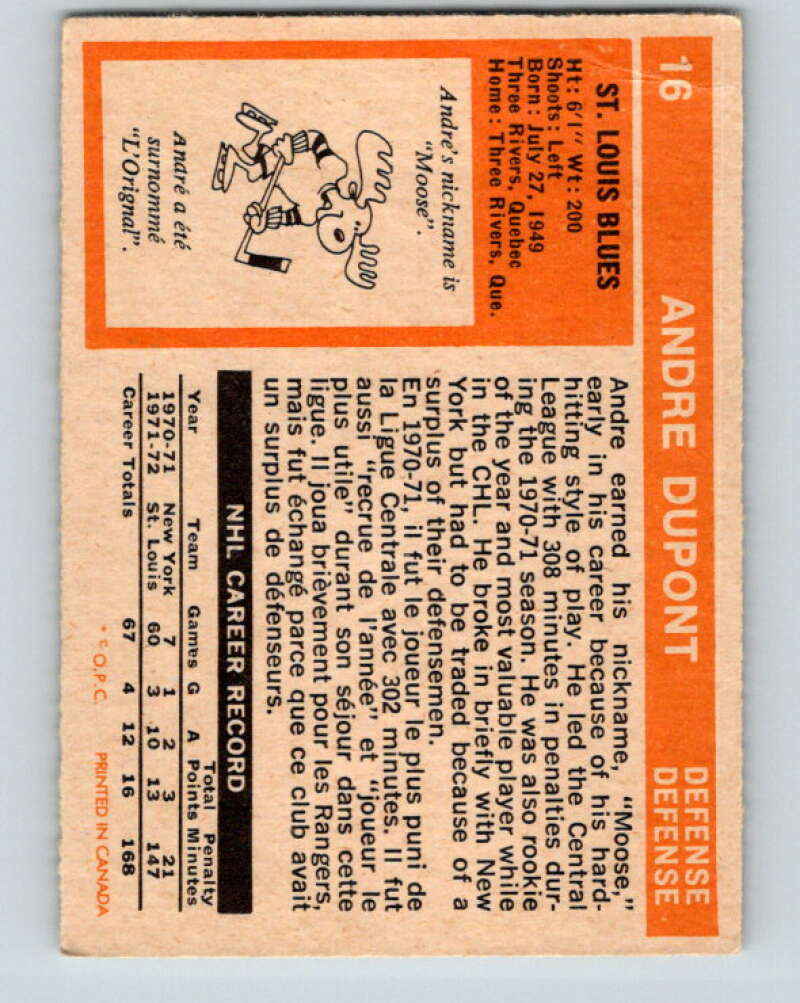 16 ANDRE DUPONT DEFENSE
DEFENSE
ST. LOUIS BLUES
Ht: 6'1" Wt: 200
Shoots: Left
Born: July 27, 1949
Three Rivers, Quebec
Home: Three Rivers, Que.
Andre's nickname is
"Moose".
André a été
surnommé
"L'Orignal".
Andre earned his nickname, "Moose,"
early in his career because of his hard-
hitting style of play. He led the Central
League with 308 minutes in penalties dur-
ing the 1970-71 season. He was also rookie
of the year and most valuable player while
in the CHL. He broke in briefly with New
York but had to be traded because of a
surplus of their defensemen.
En 1970-71, il fut le joueur le plus puni de
la Ligue Centrale avec 302 minutes. Il fut
aussi "recrue de l'année" et "joueur le
plus utile" durant son séjour dans cette
ligue. Il joua brièvement pour les Rangers,
mais fut échangé parce que ce club avait
un surplus de défenseurs.
NHL CAREER RECORD
Total Penalty
Year Team Games G A Points Minutes
1970-71 New York 7 1 2 3 21
1971-72 St. Louis 60 3 10 13 147
Career Totals 67 4 12 16 168
* © O.P.C. PRINTED IN CANADA